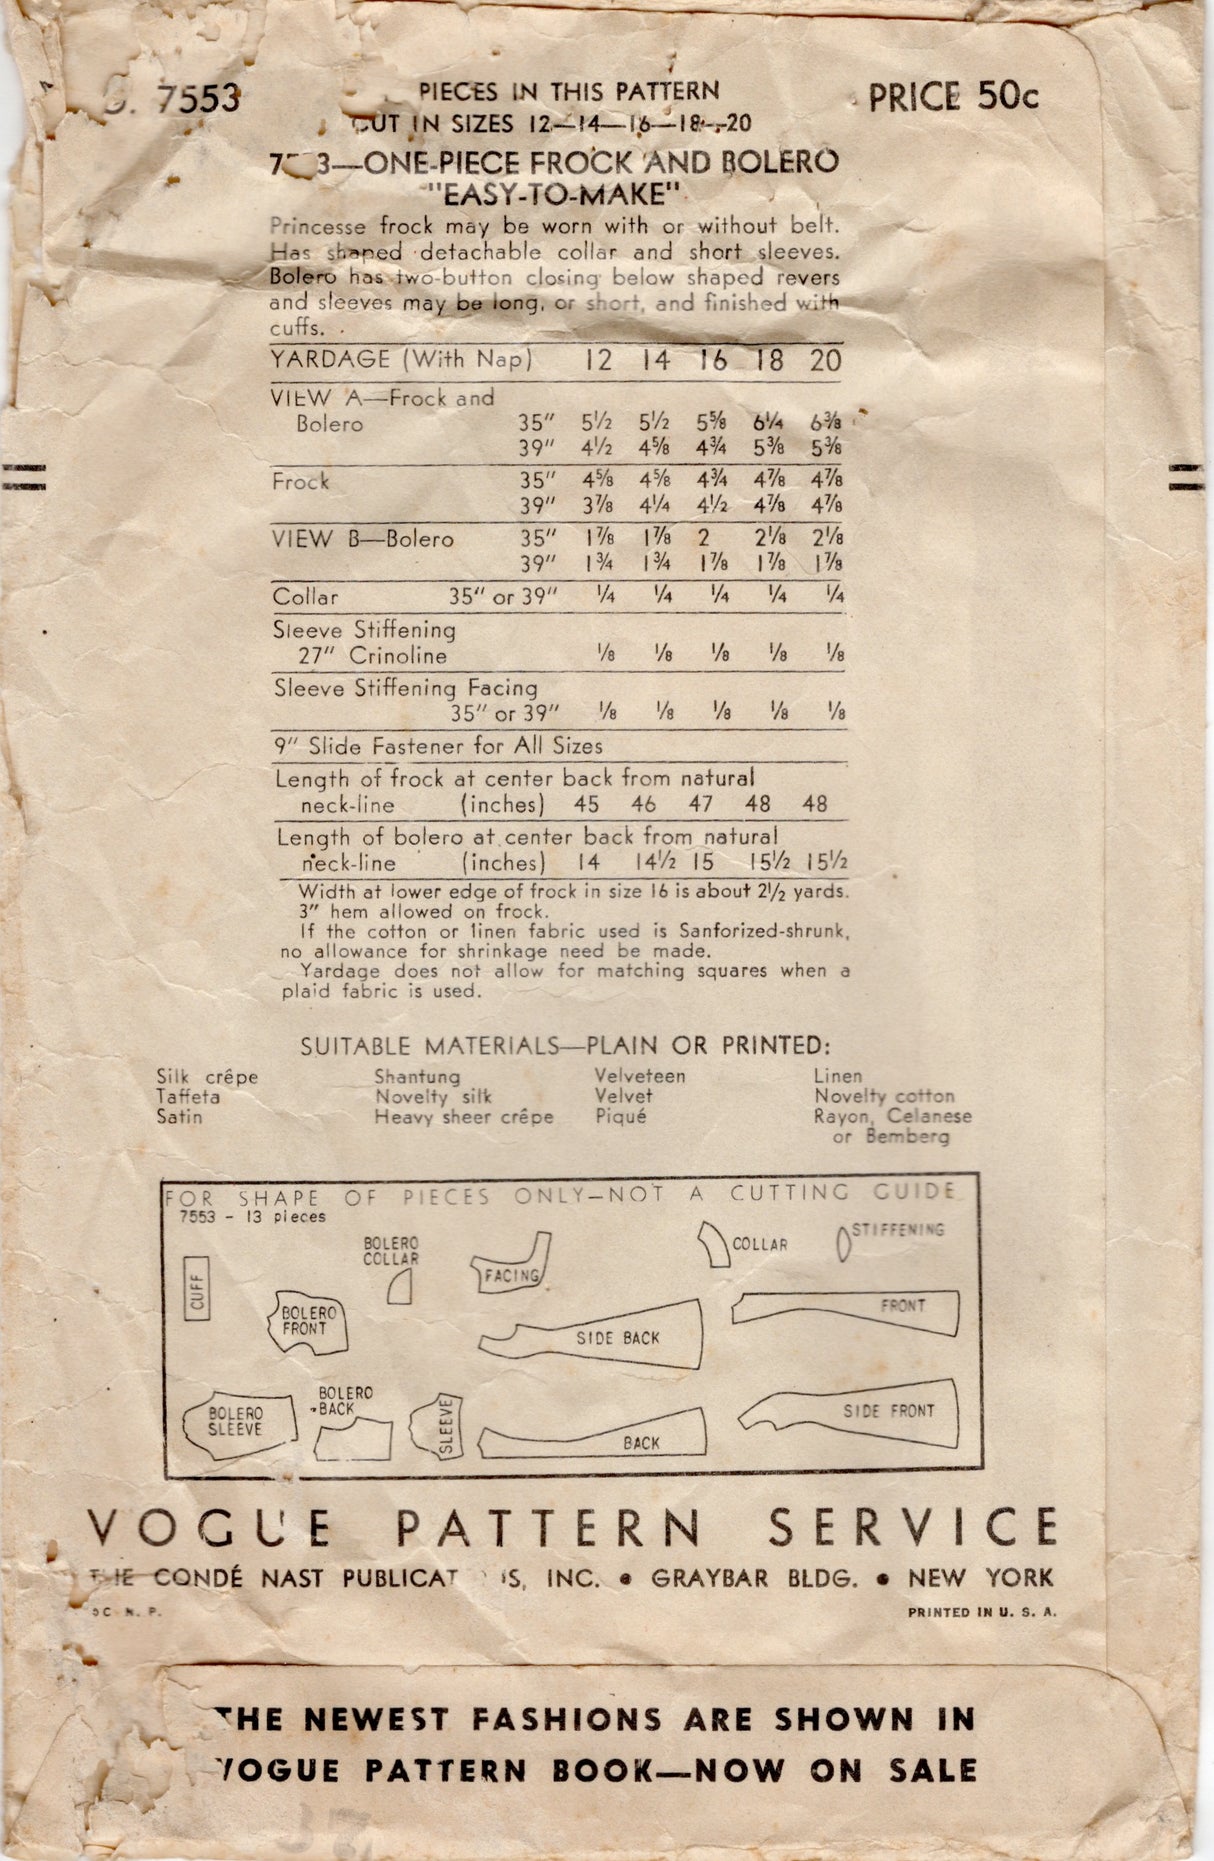 7553
PIECES IN THIS PATTERN
PRICE 50c
CUT IN SIZES 12—14—16—18—20
7 3—ONE-PIECE FROCK AND BOLERO
"EASY-TO-MAKE"
Princesse frock may be worn with or without belt.
Has shaped detachable collar and short sleeves.
Bolero has two-button closing below shaped revers
and sleeves may be long, or short, and finished with
cuffs.
YARDAGE (With Nap) 12 14 16 18 20
VIEW A—Frock and
Bolero 35" 5½ 5½ 5⅝ 6¼ 6⅜
39" 4½ 4⅝ 4¾ 5⅜ 5⅜
Frock 35" 4⅝ 4⅝ 4¾ 4⅞ 4⅞
39" 3⅞ 4¼ 4½ 4⅞ 4⅞
VIEW B—Bolero 35" 1⅞ 1⅞ 2 2⅛ 2⅛
39" 1¾ 1¾ 1⅞ 1⅞ 1⅞
Collar 35" or 39" ¼ ¼ ¼ ¼ ¼
Sleeve Stiffening
27" Crinoline ⅛ ⅛ ⅛ ⅛ ⅛
Sleeve Stiffening Facing
35" or 39" ⅛ ⅛ ⅛ ⅛ ⅛
9" Slide Fastener for All Sizes
Length of frock at center back from natural
neck-line (inches) 45 46 47 48 48
Length of bolero at center back from natural
neck-line (inches) 14 14½ 15 15½ 15½
Width at lower edge of frock in size 16 is about 2½ yards.
3" hem allowed on frock.
If the cotton or linen fabric used is Sanforized-shrunk,
no allowance for shrinkage need be made.
Yardage does not allow for matching squares when a
plaid fabric is used.
SUITABLE MATERIALS—PLAIN OR PRINTED:
Silk crêpe Shantung Velveteen Linen
Taffeta Novelty silk Velvet Novelty cotton
Satin Heavy sheer crêpe Piqué Rayon, Celanese
or Bemberg
FOR SHAPE OF PIECES ONLY—NOT A CUTTING GUIDE
7553 - 13 pieces
CUFF
BOLERO
COLLAR
FACING
COLLAR
STIFFENING
BOLERO
FRONT
SIDE BACK
FRONT
BOLERO
SLEEVE
BOLERO
BACK
SLEEVE
BACK
SIDE FRONT
VOGUE PATTERN SERVICE
THE CONDÉ NAST PUBLICAT S, INC. • GRAYBAR BLDG. • NEW YORK
N. P.
PRINTED IN U. S. A.
THE NEWEST FASHIONS ARE SHOWN IN
VOGUE PATTERN BOOK—NOW ON SALE